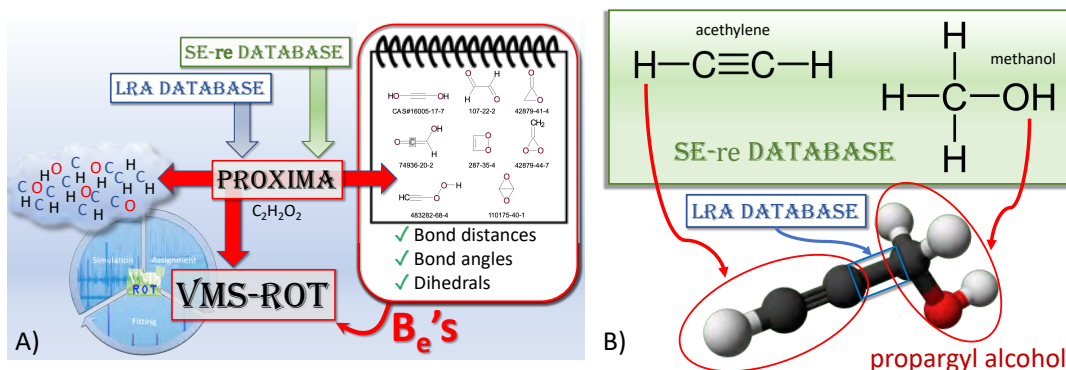 SE-re DATABASE
LRA DATABASE
PROXIMA
C₂H₂O₂
HO
OH
CAS#16005-17-7
O
O
107-22-2
O
O
42879-41-4
OH
O
C
H
74936-20-2
O
O
287-35-4
CH₂
O
O
42879-44-7
HC
O
O
H
483282-68-4
O
O
110175-40-1
✓ Bond distances
✓ Bond angles
✓ Dihedrals
Simulation
Assignment
ROT
Fitting
VMS-ROT
Be's
A)
B)
acethylene
H—C≡C—H
methanol
H
H—C—OH
H
SE-re DATABASE
LRA DATABASE
propargyl alcohol